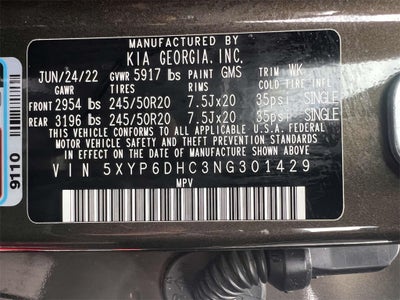 MANUFACTURED BY
KIA GEORGIA, INC.
JUN/24/22 GVWR 5917 lbs PAINT GMS TRIM WK
GAWR TIRES RIMS COLD TIRE INFL
FRONT 2954 lbs 245/50R20 7.5Jx20 35psi SINGLE
REAR 3196 lbs 245/50R20 7.5Jx20 35psi SINGLE
THIS VEHICLE CONFORMS TO ALL APPLICABLE U.S.A. FEDERAL
MOTOR VEHICLE SAFETY AND THEFT PREVENTION STANDARDS
IN EFFECT ON THE DATE OF MANUFACTURE SHOWN ABOVE.
VIN 5XYP6DHC3NG301429
MPV
9110